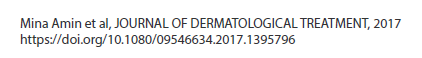 Mina Amin et al, JOURNAL OF DERMATOLOGICAL TREATMENT, 2017
https://doi.org/10.1080/09546634.2017.1395796